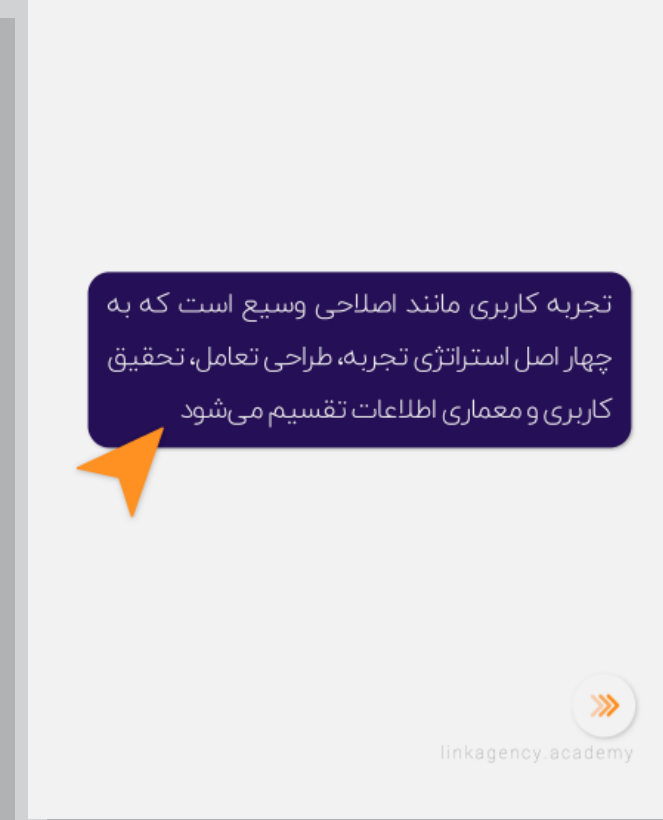 تجربه کاربری مانند اصلاحی وسیع است که به
چهار اصل استراتژی تجربه، طراحی تعامل، تحقیق
کاربری و معماری اطلاعات تقسیم می‌شود
linkagency.academy